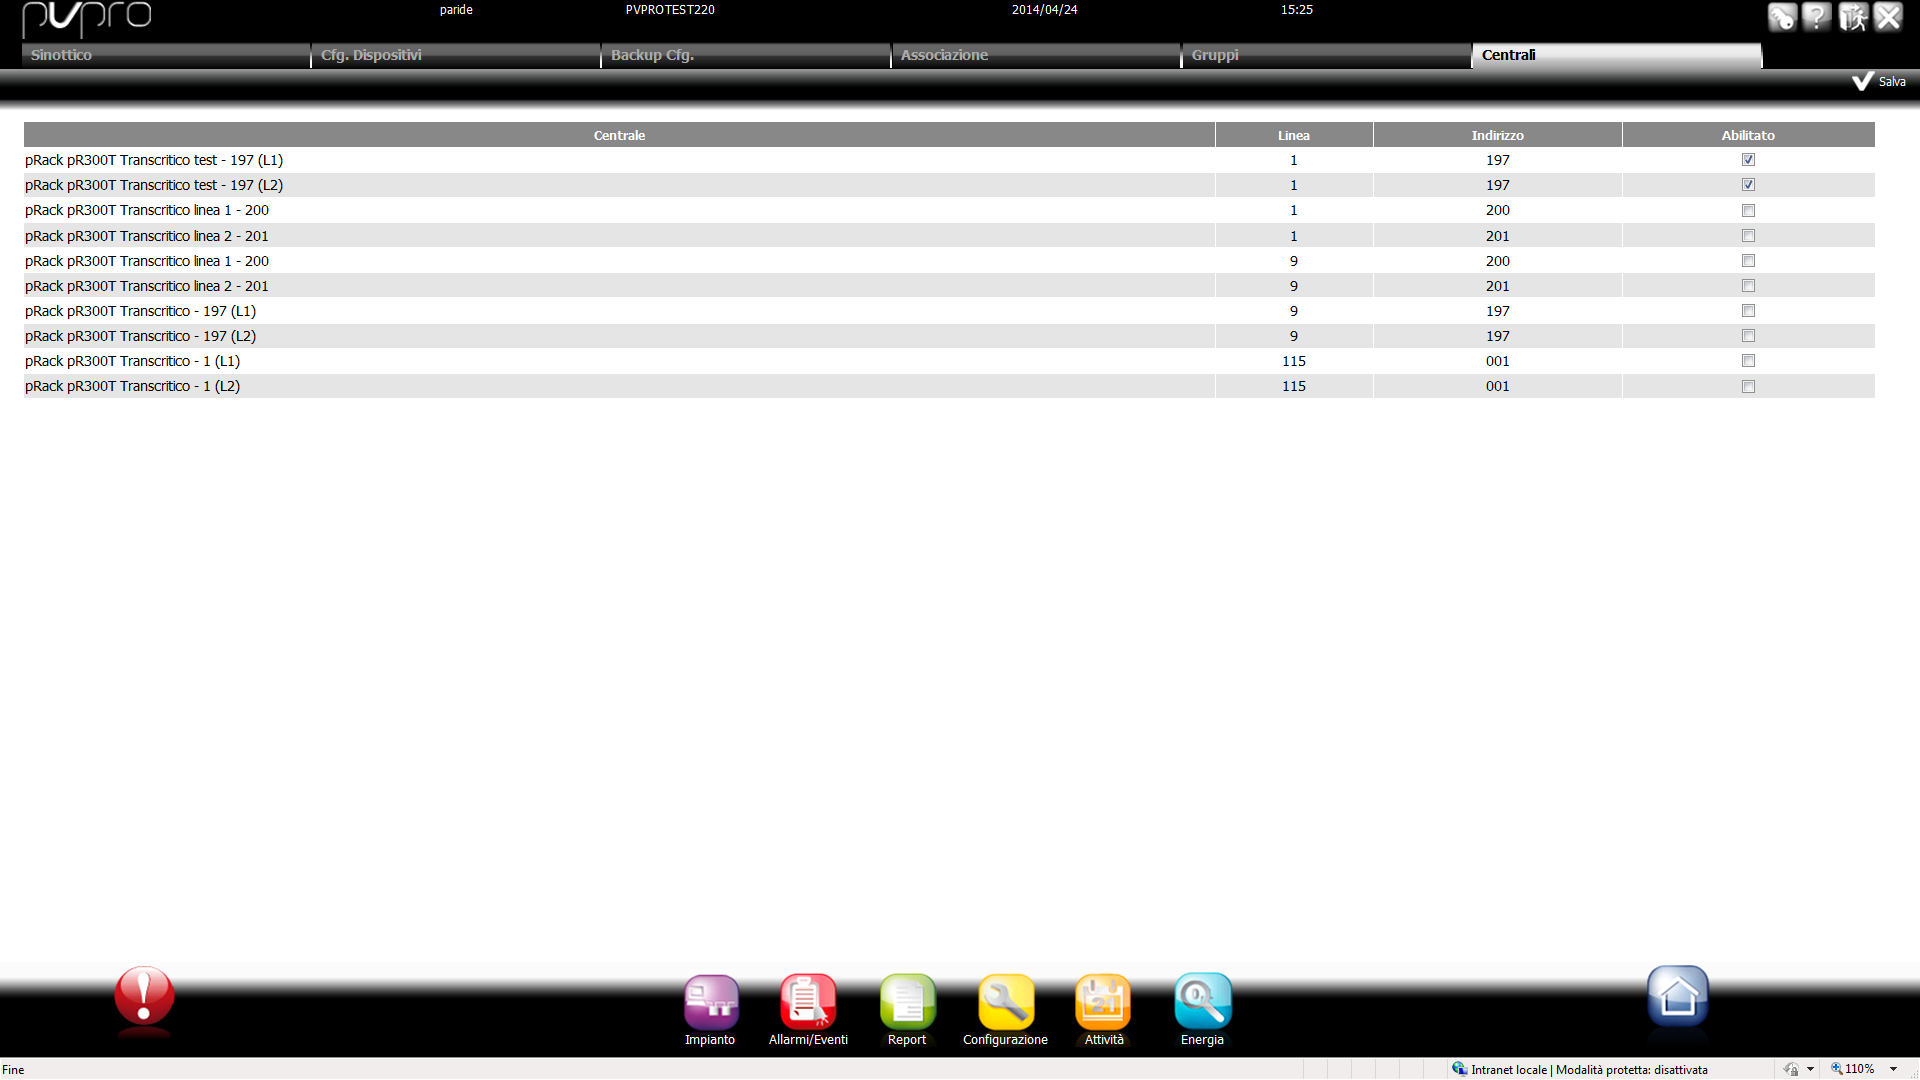 pvpro
paride PVPROTEST220 2014/04/24 15:25
Sinottico Cfg. Dispositivi Backup Cfg. Associazione Gruppi Centrali
Salva
Centrale Linea Indirizzo Abilitato
pRack pR300T Transcritico test - 197 (L1) 1 197
pRack pR300T Transcritico test - 197 (L2) 1 197
pRack pR300T Transcritico linea 1 - 200 1 200
pRack pR300T Transcritico linea 2 - 201 1 201
pRack pR300T Transcritico linea 1 - 200 9 200
pRack pR300T Transcritico linea 2 - 201 9 201
pRack pR300T Transcritico - 197 (L1) 9 197
pRack pR300T Transcritico - 197 (L2) 9 197
pRack pR300T Transcritico - 1 (L1) 115 001
pRack pR300T Transcritico - 1 (L2) 115 001
21
Impianto Allarmi/Eventi Report Configurazione Attività Energia
Fine Intranet locale | Modalità protetta: disattivata 110%